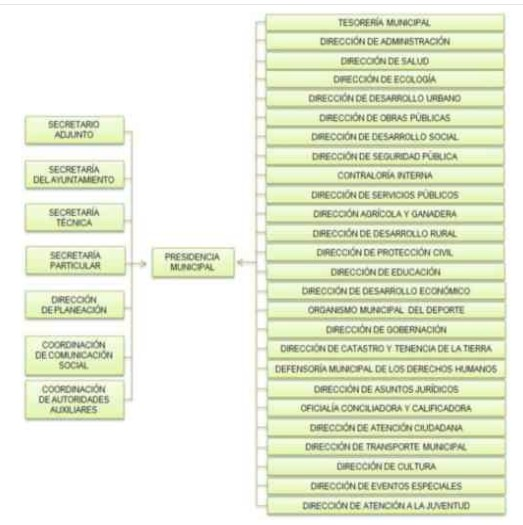 SECRETARIO
ADJUNTO
SECRETARÍA
DEL AYUNTAMIENTO
SECRETARÍA
TÉCNICA
SECRETARÍA
PARTICULAR
DIRECCIÓN
DE PLANEACIÓN
COORDINACIÓN
DE COMUNICACIÓN
SOCIAL
COORDINACIÓN
DE AUTORIDADES
AUXILIARES
PRESIDENCIA
MUNICIPAL
TESORERÍA MUNICIPAL
DIRECCIÓN DE ADMINISTRACIÓN
DIRECCIÓN DE SALUD
DIRECCIÓN DE ECOLOGÍA
DIRECCIÓN DE DESARROLLO URBANO
DIRECCIÓN DE OBRAS PÚBLICAS
DIRECCIÓN DE DESARROLLO SOCIAL
DIRECCIÓN DE SEGURIDAD PÚBLICA
CONTRALORÍA INTERNA
DIRECCIÓN DE SERVICIOS PÚBLICOS
DIRECCIÓN AGRÍCOLA Y GANADERA
DIRECCIÓN DE DESARROLLO RURAL
DIRECCIÓN DE PROTECCIÓN CIVIL
DIRECCIÓN DE EDUCACIÓN
DIRECCIÓN DE DESARROLLO ECONÓMICO
ORGANISMO MUNICIPAL DEL DEPORTE
DIRECCIÓN DE GOBERNACIÓN
DIRECCIÓN DE CATASTRO Y TENENCIA DE LA TIERRA
DEFENSORÍA MUNICIPAL DE LOS DERECHOS HUMANOS
DIRECCIÓN DE ASUNTOS JURÍDICOS
OFICIALÍA CONCILIADORA Y CALIFICADORA
DIRECCIÓN DE ATENCIÓN CIUDADANA
DIRECCIÓN DE TRANSPORTE MUNICIPAL
DIRECCIÓN DE CULTURA
DIRECCIÓN DE EVENTOS ESPECIALES
DIRECCIÓN DE ATENCIÓN A LA JUVENTUD